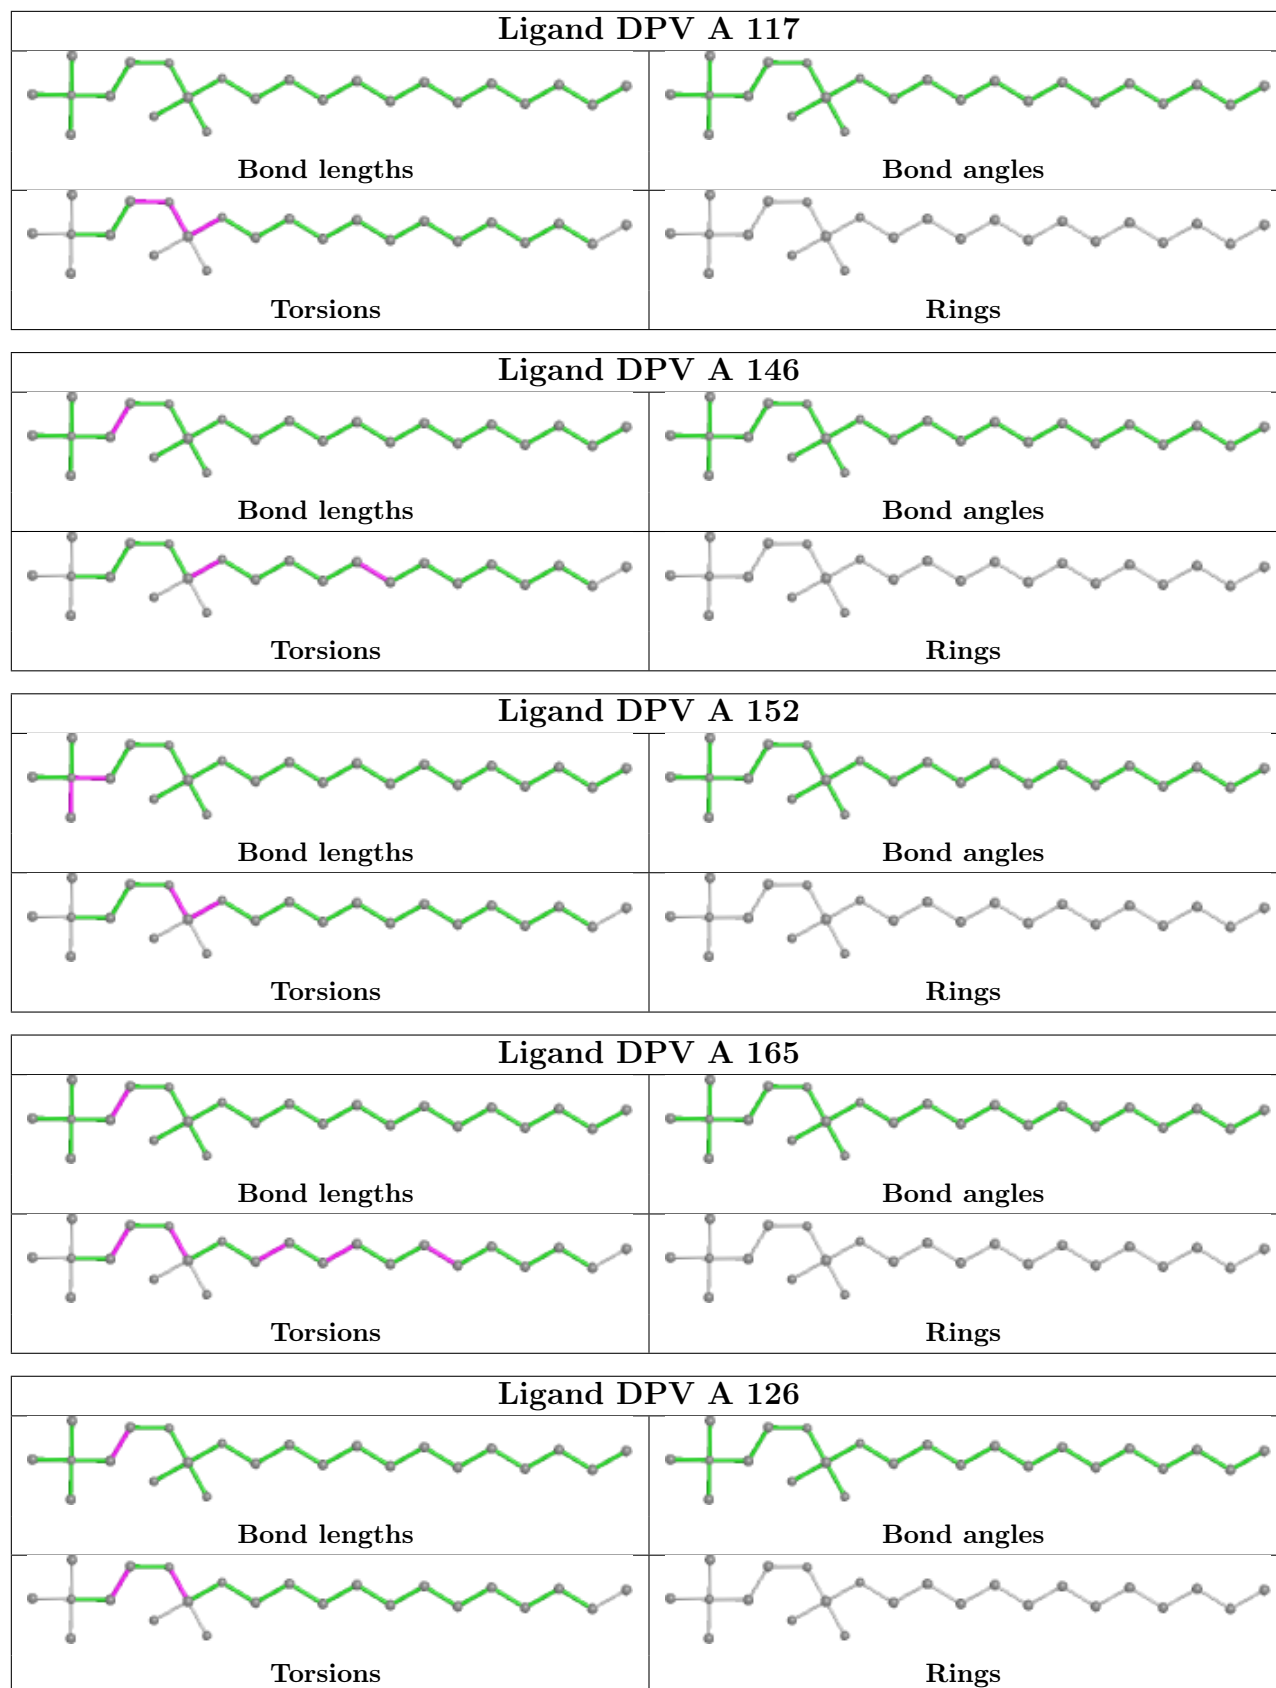 Ligand DPV A 117
Bond lengths
Bond angles
Torsions
Rings
Ligand DPV A 146
Bond lengths
Bond angles
Torsions
Rings
Ligand DPV A 152
Bond lengths
Bond angles
Torsions
Rings
Ligand DPV A 165
Bond lengths
Bond angles
Torsions
Rings
Ligand DPV A 126
Bond lengths
Bond angles
Torsions
Rings